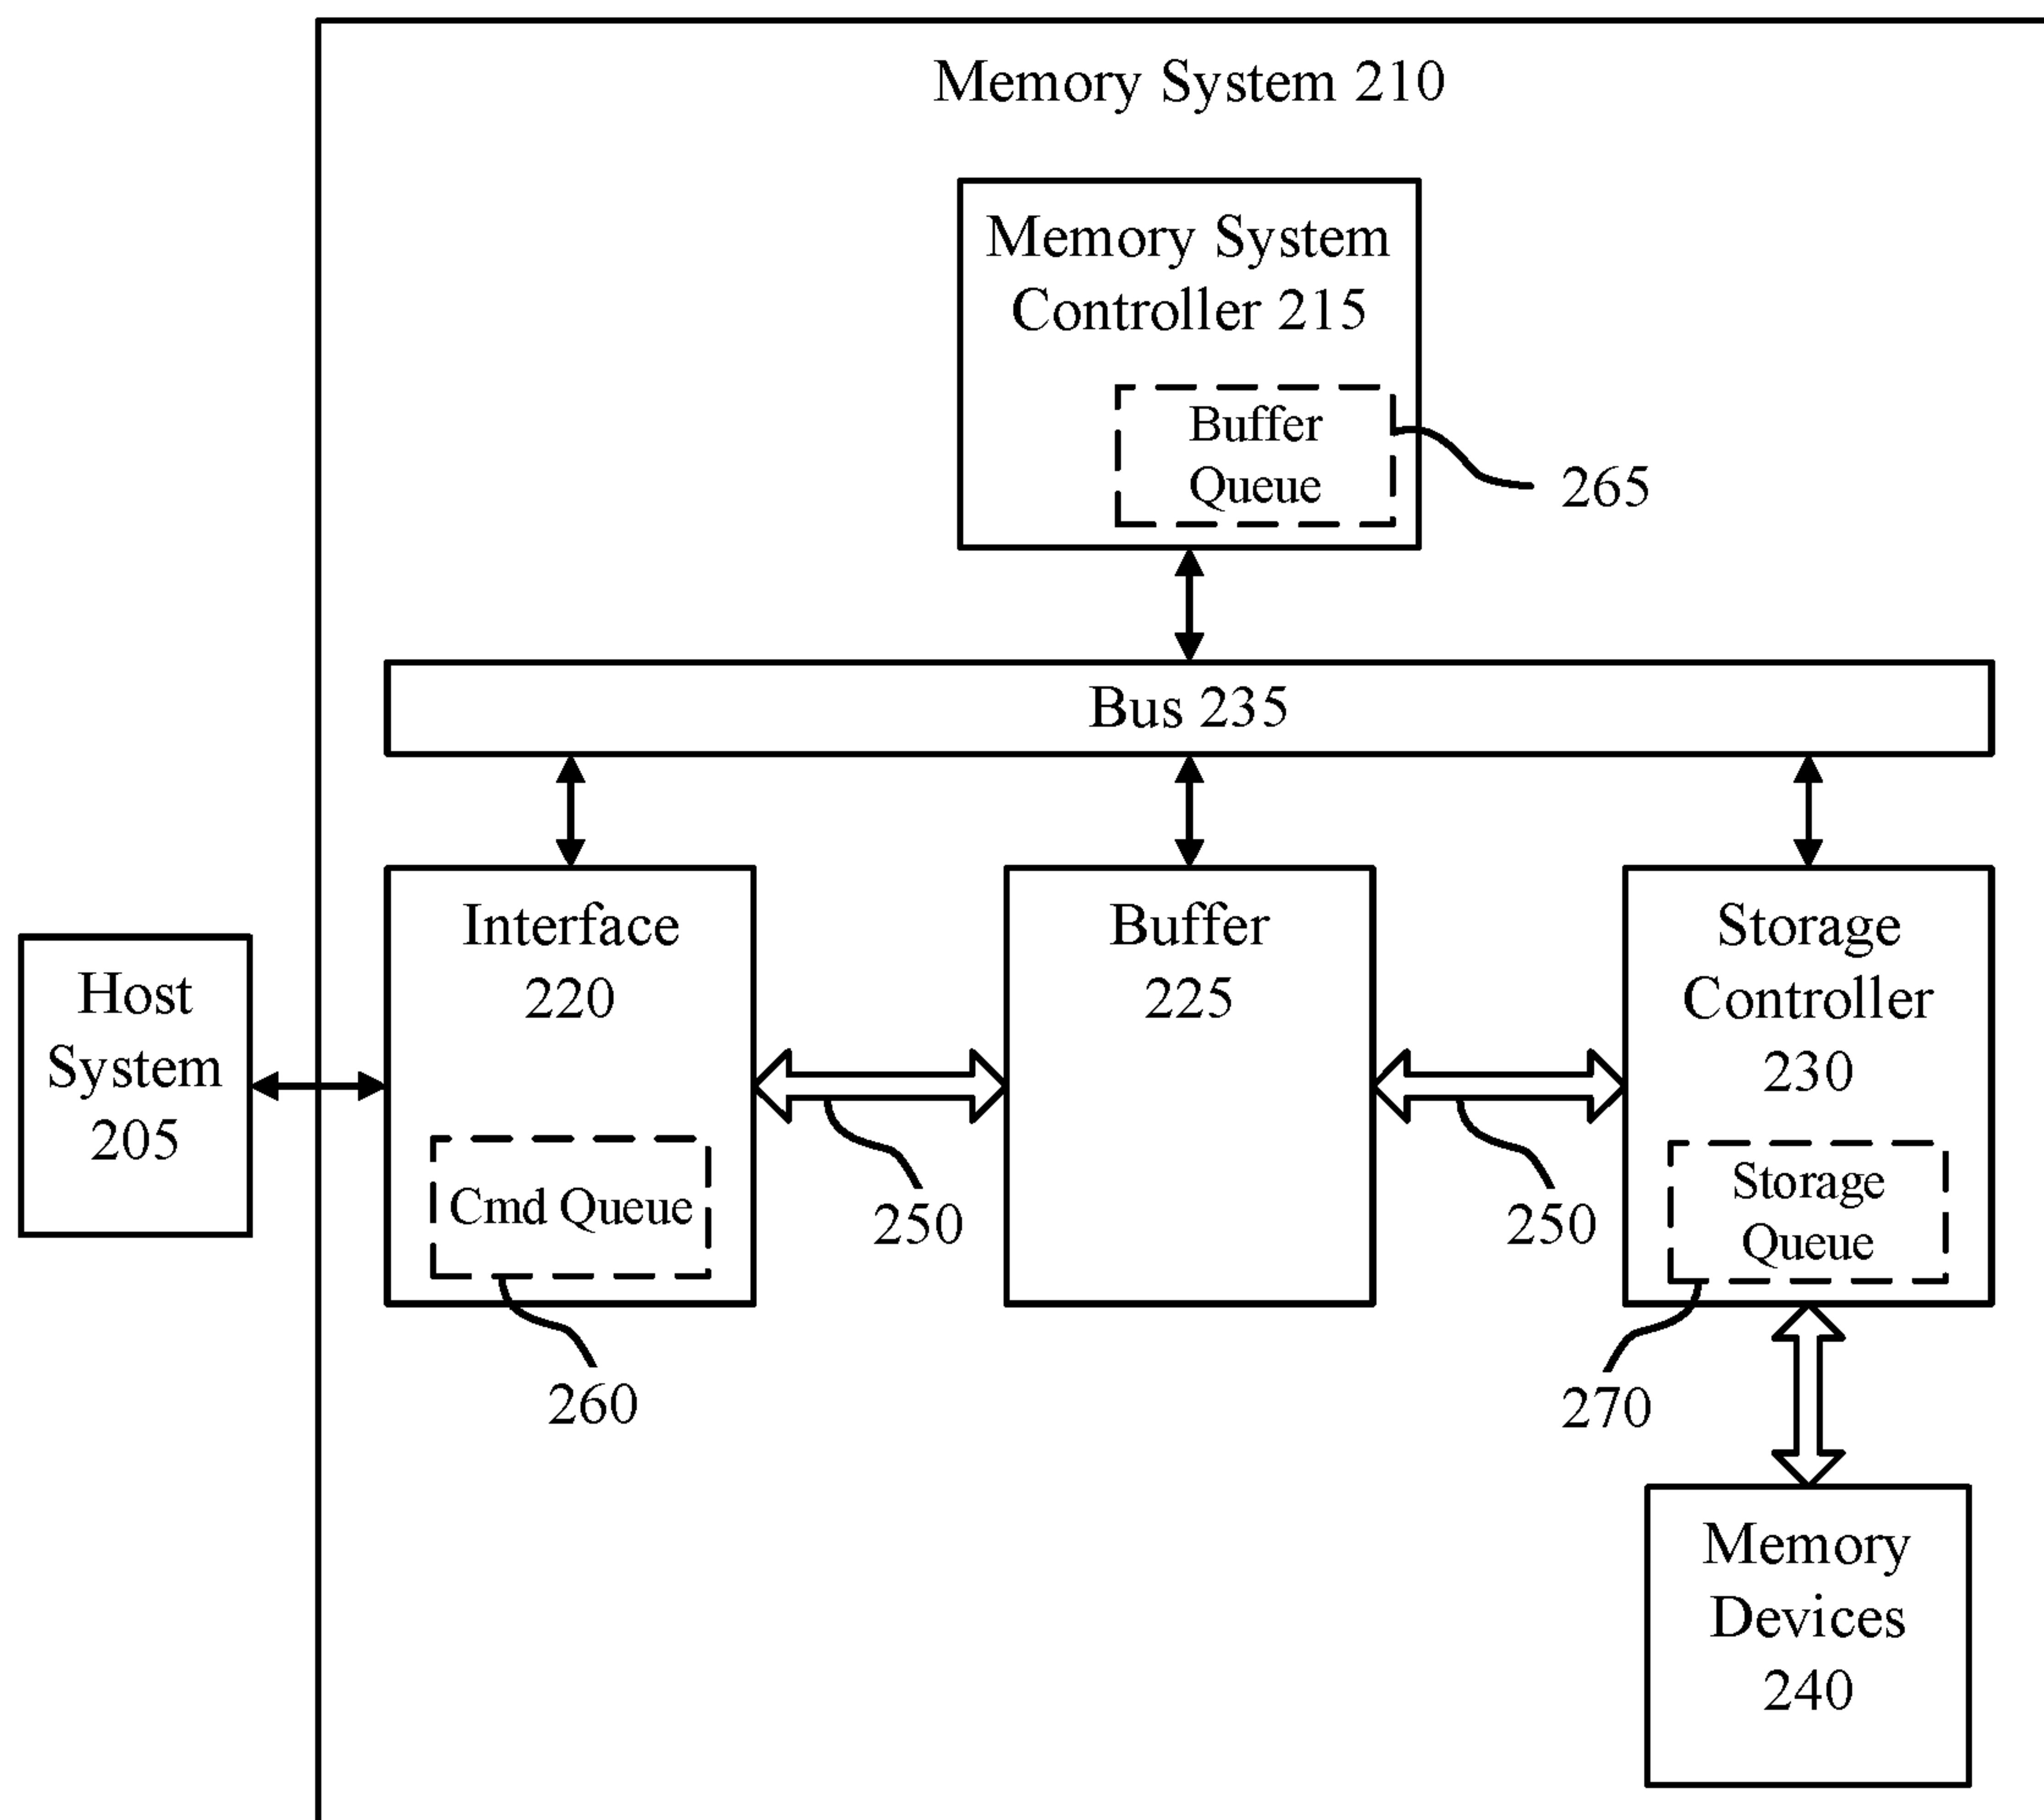 Memory System 210
Memory System
Controller 215
Buffer
Queue
265
Bus 235
Interface
220
Buffer
225
Storage
Controller
230
Host
System
205
Cmd Queue
250
250
Storage
Queue
260
270
Memory
Devices
240